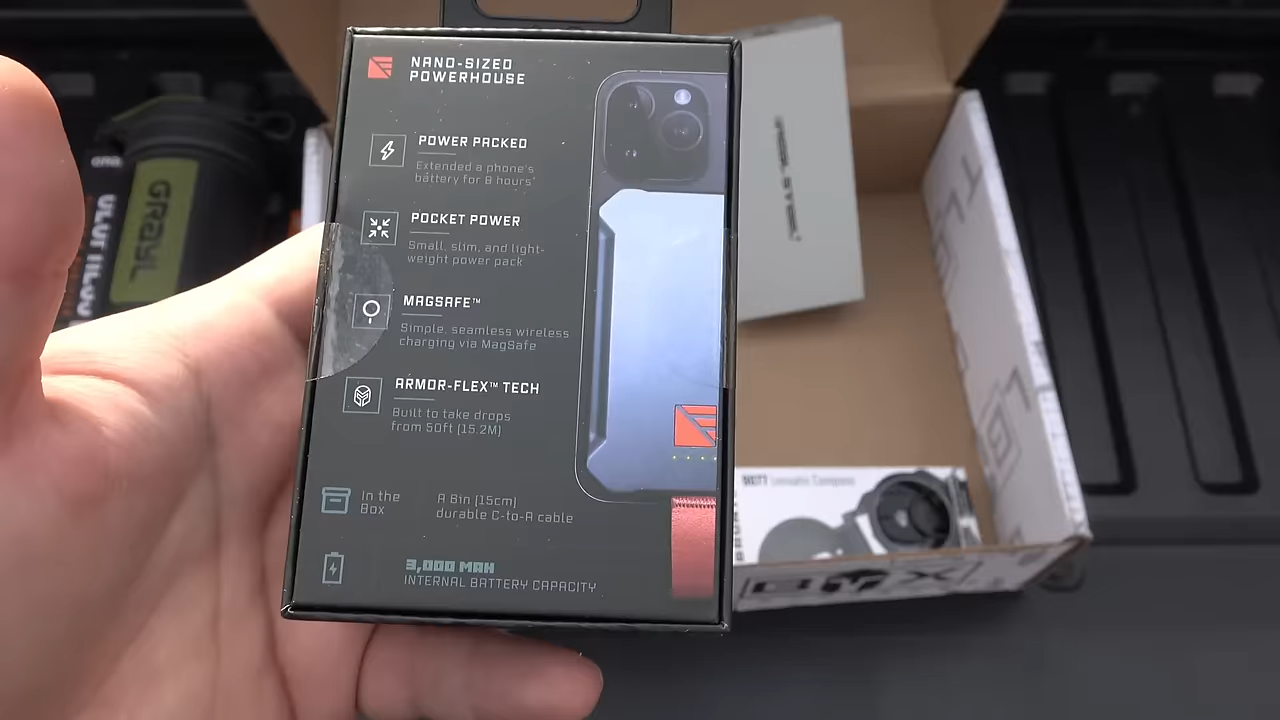 NANO-SIZED
POWERHOUSE
POWER PACKED
Extended a phone's
battery for 8 hours*
POCKET POWER
Small, slim, and light-
weight power pack
MAGSAFE™
Simple, seamless wireless
charging via MagSafe
ARMOR-FLEX™ TECH
Built to take drops
from 50ft (15.2M)
In the
Box
A 6in (15cm)
durable C-to-A cable
3,000 MAH
INTERNAL BATTERY CAPACITY
GRAYL
Lensatic Compass